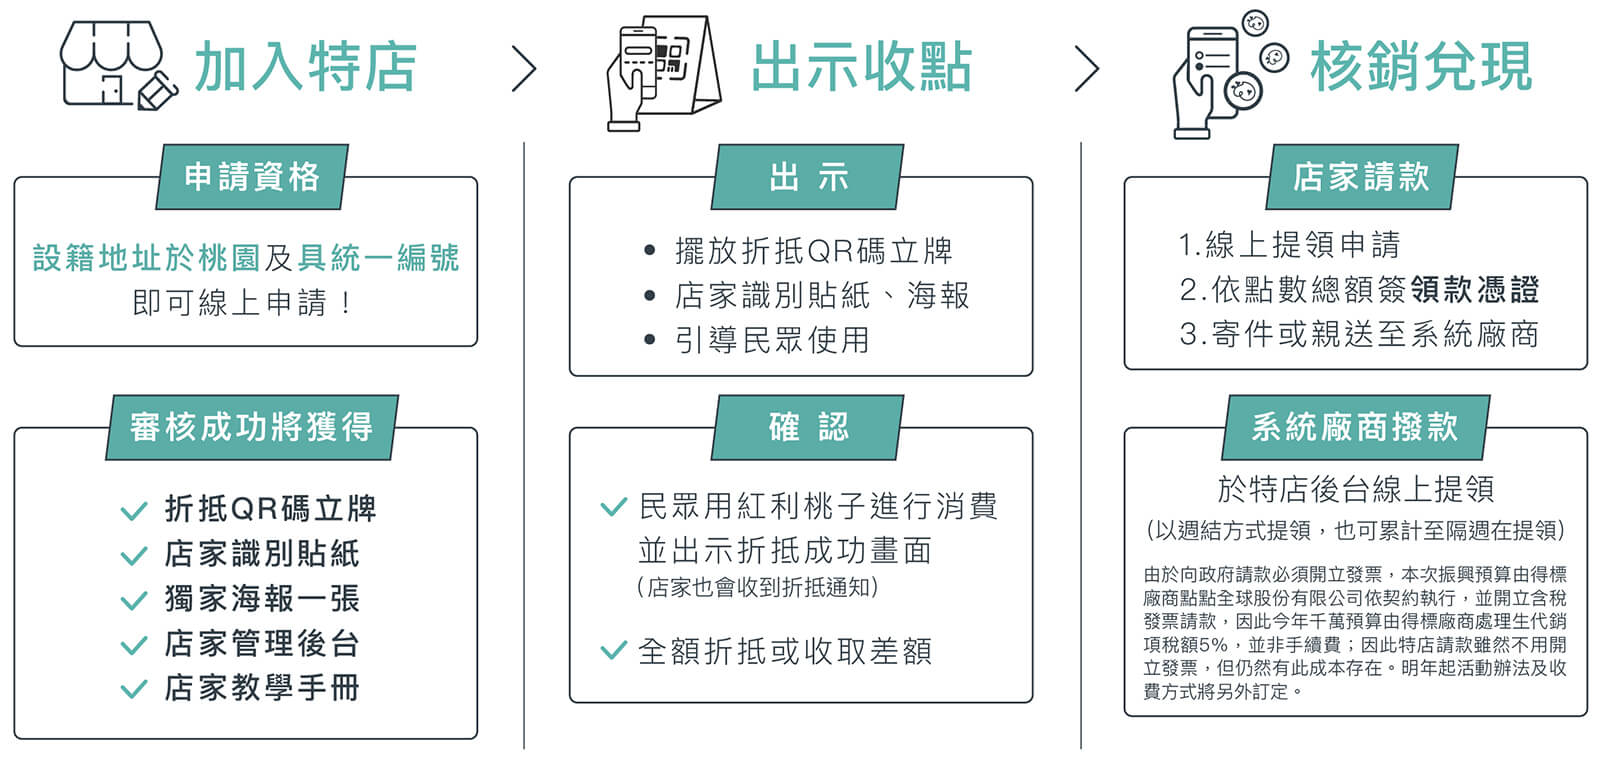 加入特店
申請資格
設籍地址於桃園及具統一編號
即可線上申請！
審核成功將獲得
折抵QR碼立牌
店家識別貼紙
獨家海報一張
店家管理後台
店家教學手冊
出示收點
出示
• 擺放折抵QR碼立牌
• 店家識別貼紙、海報
• 引導民眾使用
確認
民眾用紅利桃子進行消費
並出示折抵成功畫面
（店家也會收到折抵通知）
全額折抵或收取差額
核銷兌現
店家請款
1.線上提領申請
2.依點數總額簽領款憑證
3.寄件或親送至系統廠商
系統廠商撥款
於特店後台線上提領
（以週結方式提領，也可累計至隔週在提領）
由於向政府請款必須開立發票，本次振興預算由得標
廠商點點全球股份有限公司依契約執行，並開立含稅
發票請款，因此今年千萬預算由得標廠商處理生代銷
項稅額5%，並非手續費；因此特店請款雖然不用開
立發票，但仍然有此成本存在。明年起活動辦法及收
費方式將另外訂定。